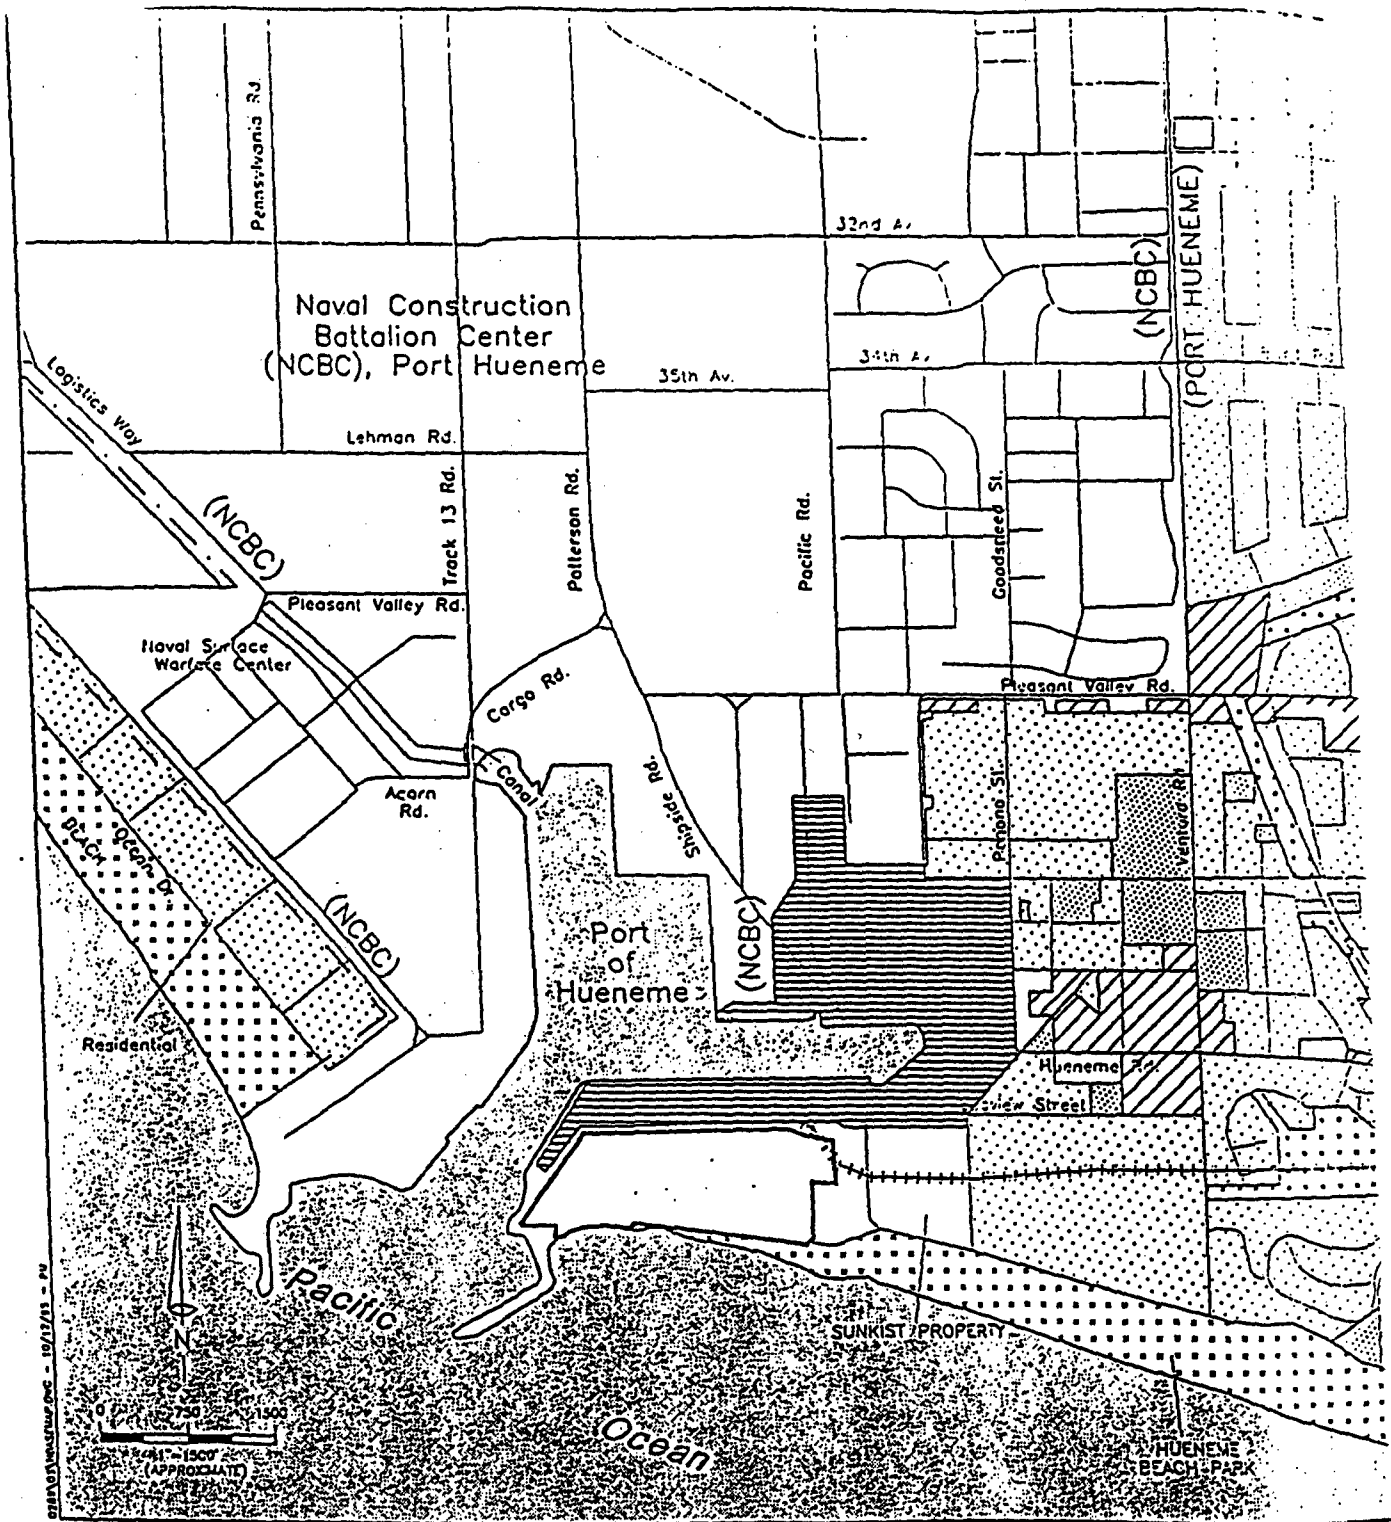 Pennsylvania Rd.
32nd Av
(NCBC)
(PORT HUENEME)
Naval Construction
Battalion Center
(NCBC), Port Hueneme
34th Av
35th Av.
Logistics Way
Lehman Rd.
(NCBC)
Track 13 Rd.
Patterson Rd.
Pacific Rd.
Goodspeed St.
Pleasant Valley Rd.
Naval Surface
Warfare Center
Cargo Rd.
Pleasant Valley Rd.
Canal
Shipside Rd.
Acorn
Rd.
Ventura Rd.
BEACH
Ocean Dr.
(NCBC)
(NCBC)
Port
of
Hueneme
Residential
Hueneme Rd.
Street
Pacific
Ocean
N
SUNKIST PROPERTY
0 750 1500
1"=1500'
(APPROXIMATE)
HUENEME
BEACH PARK